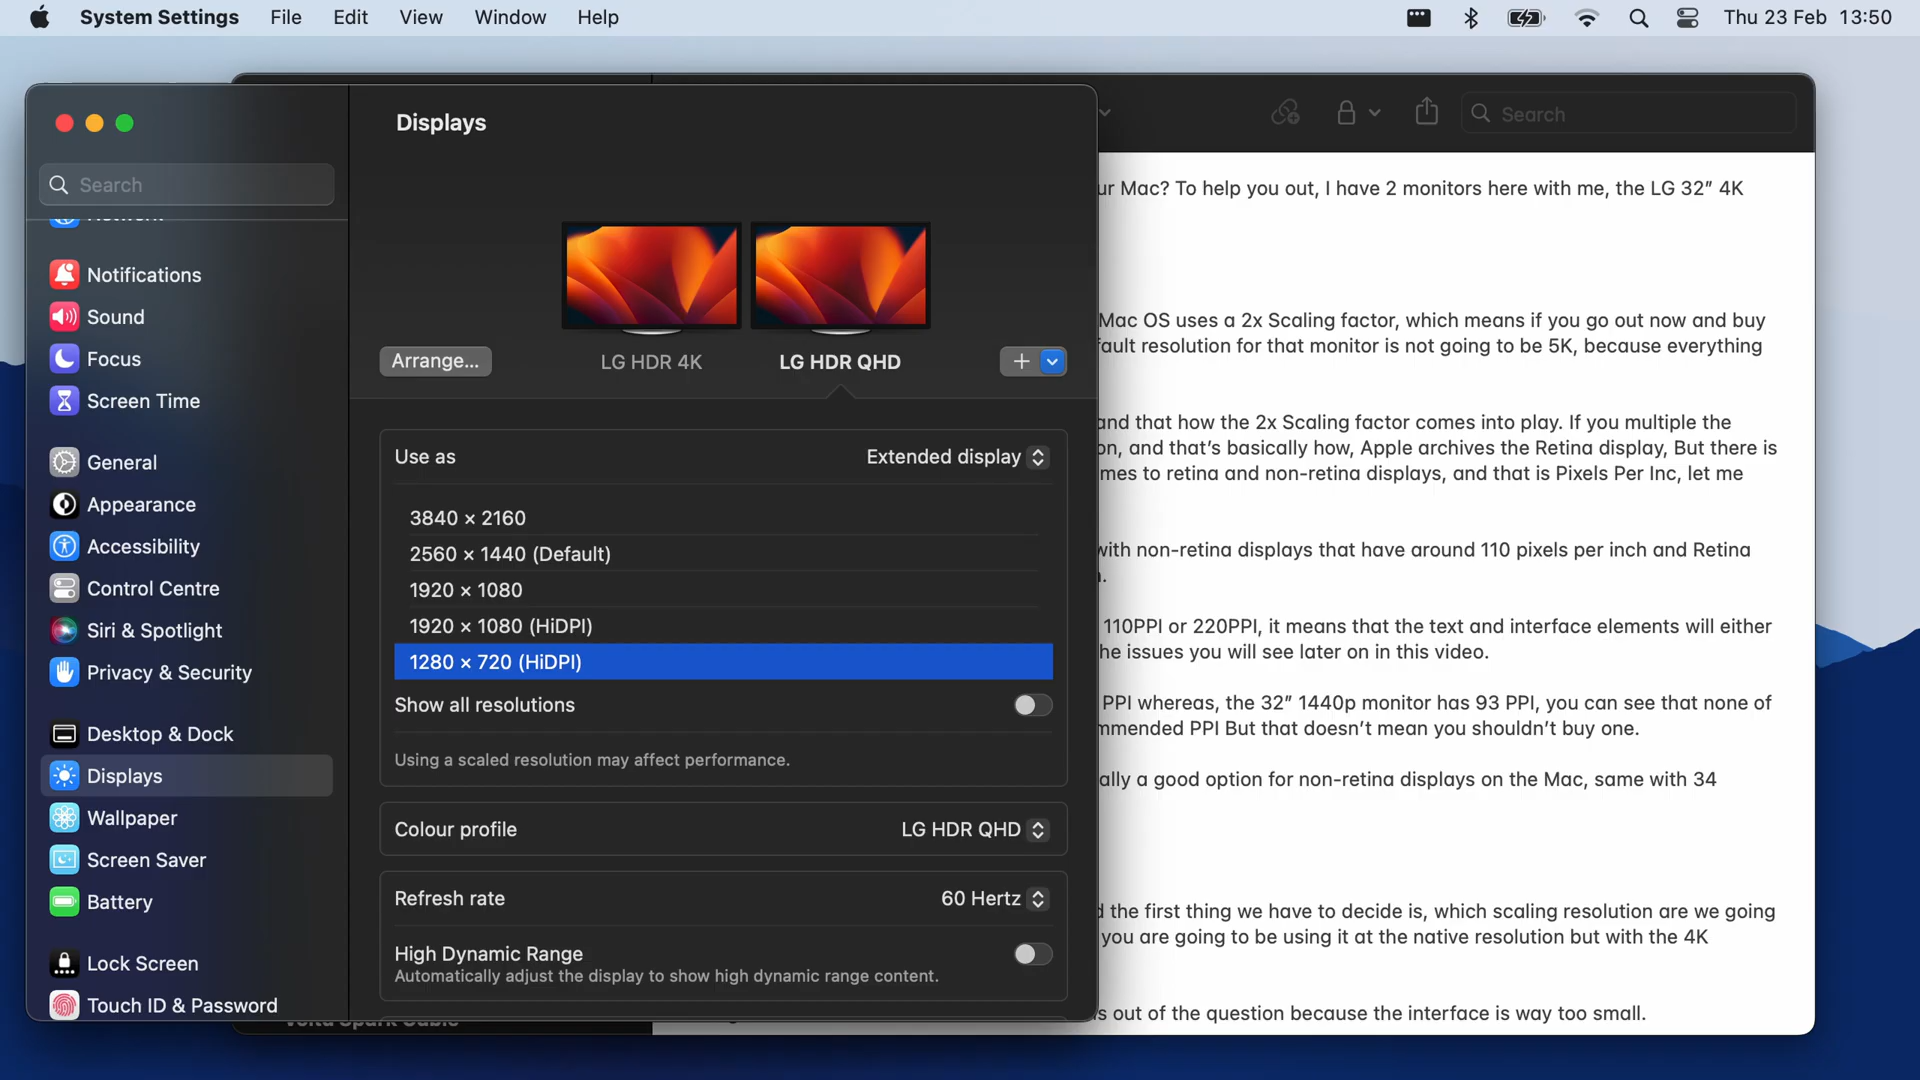 System Settings File Edit View Window Help Thu 23 Feb 13:50
Displays
Search
Search
Notifications
Sound
Focus
Screen Time
General
Appearance
Accessibility
Control Centre
Siri & Spotlight
Privacy & Security
Desktop & Dock
Displays
Wallpaper
Screen Saver
Battery
Lock Screen
Touch ID & Password
Arrange...
LG HDR 4K
LG HDR QHD
Use as
Extended display
3840 × 2160
2560 × 1440 (Default)
1920 × 1080
1920 × 1080 (HiDPI)
1280 × 720 (HiDPI)
Show all resolutions
Using a scaled resolution may affect performance.
Colour profile
LG HDR QHD
Refresh rate
60 Hertz
High Dynamic Range
Automatically adjust the display to show high dynamic range content.
ur Mac? To help you out, I have 2 monitors here with me, the LG 32” 4K
Mac OS uses a 2x Scaling factor, which means if you go out now and buy
fault resolution for that monitor is not going to be 5K, because everything
and that how the 2x Scaling factor comes into play. If you multiple the
on, and that’s basically how, Apple archives the Retina display, But there is
mes to retina and non-retina displays, and that is Pixels Per Inc, let me
with non-retina displays that have around 110 pixels per inch and Retina
110PPI or 220PPI, it means that the text and interface elements will either
he issues you will see later on in this video.
PPI whereas, the 32” 1440p monitor has 93 PPI, you can see that none of
mmended PPI But that doesn’t mean you shouldn’t buy one.
ally a good option for non-retina displays on the Mac, same with 34
d the first thing we have to decide is, which scaling resolution are we going
you are going to be using it at the native resolution but with the 4K
s out of the question because the interface is way too small.